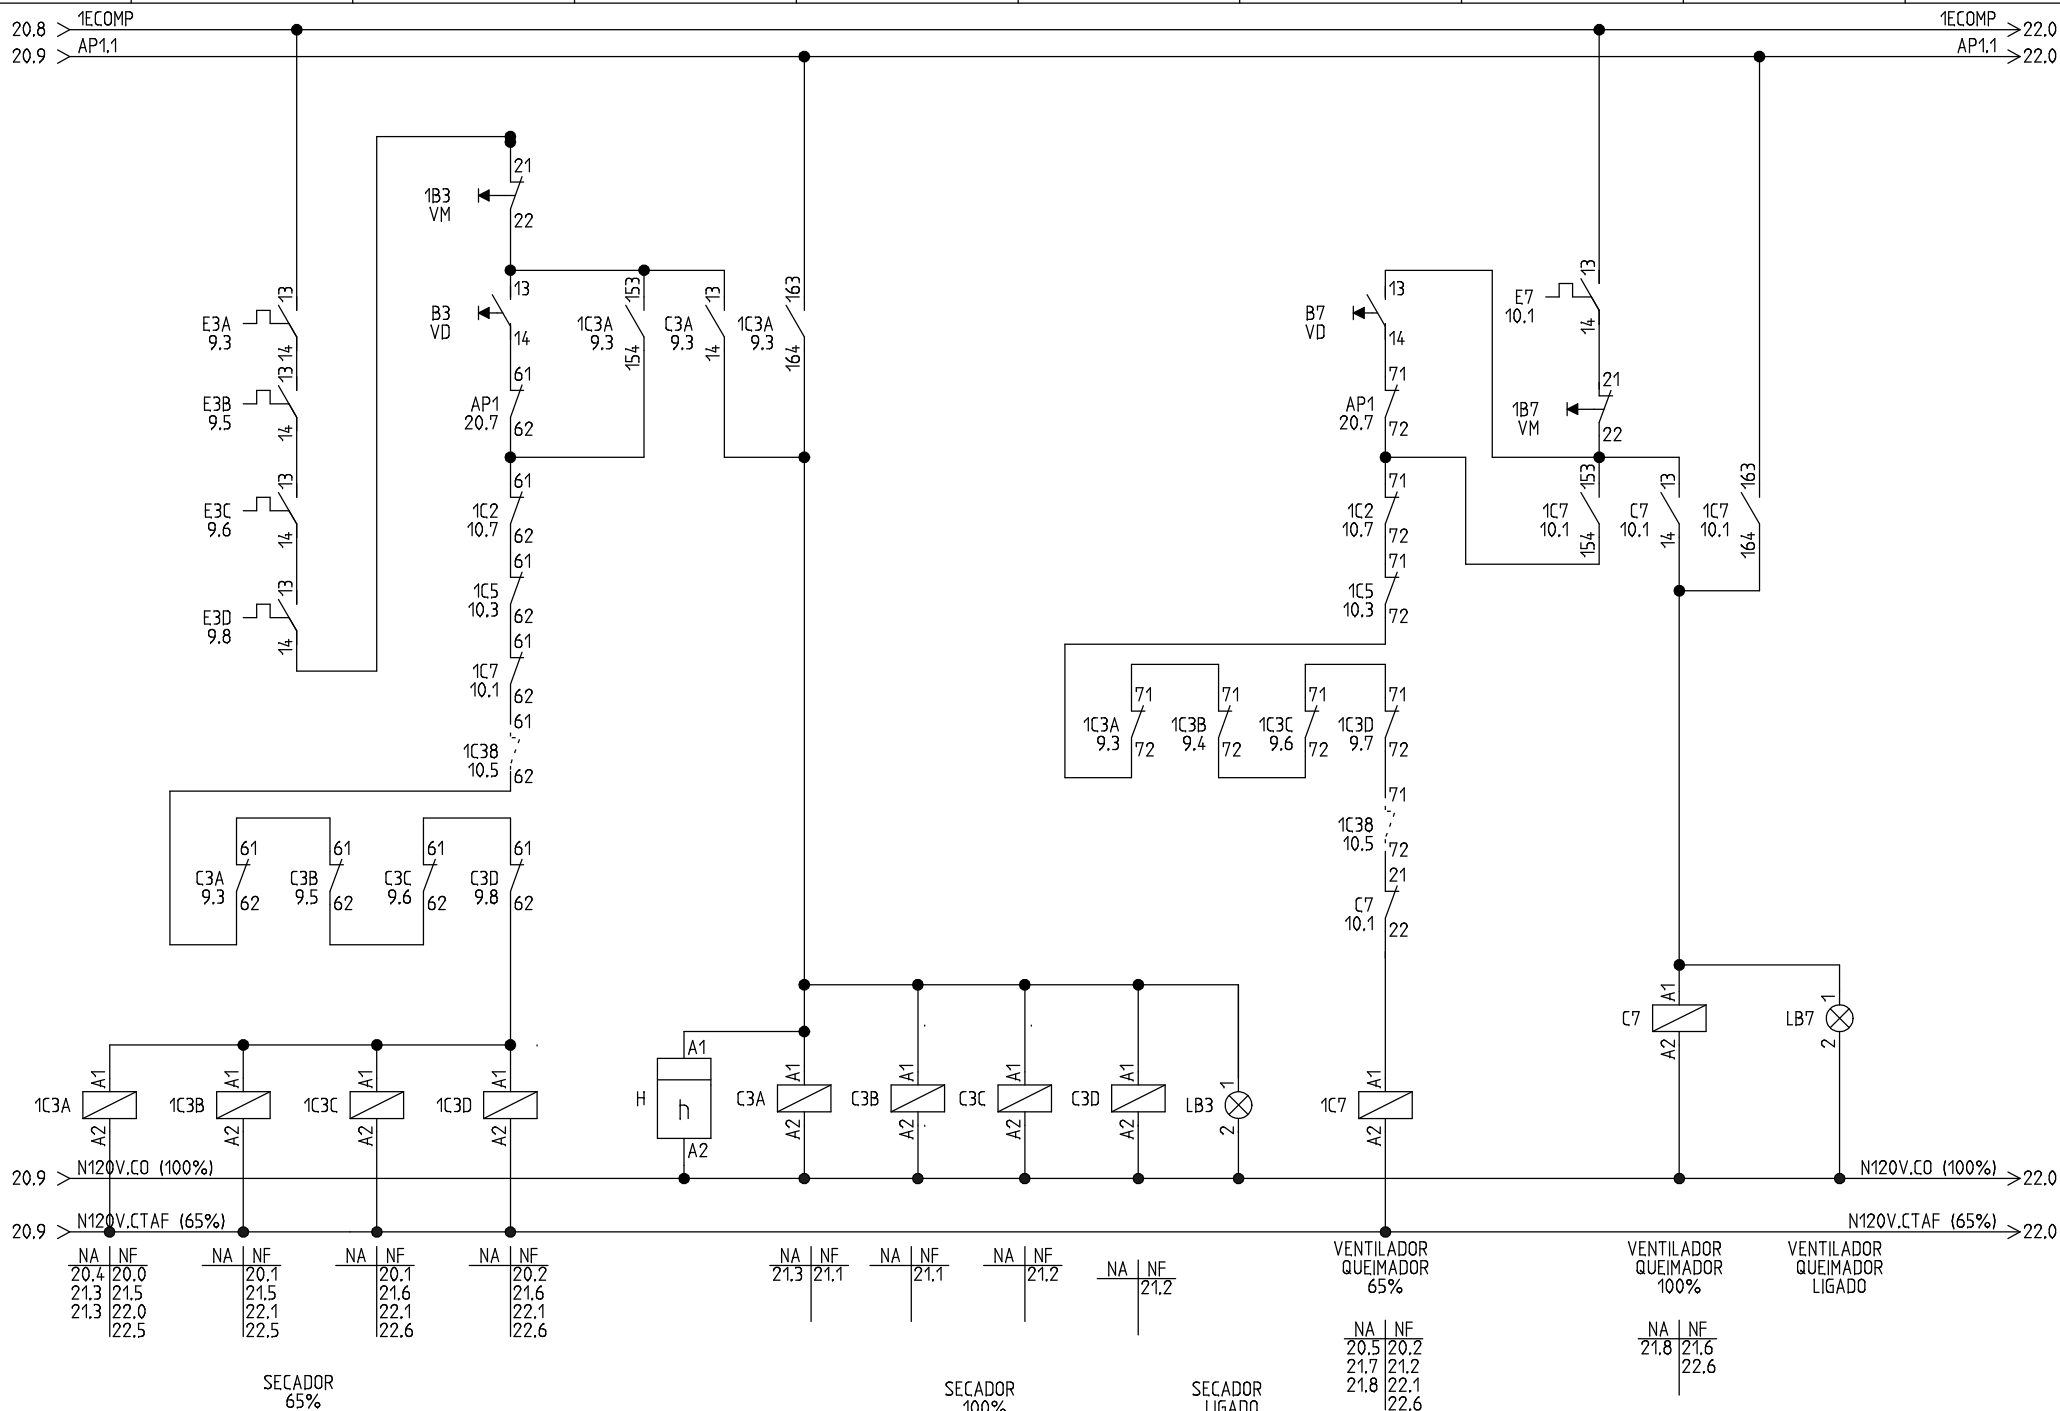 1ECOMP
1ECOMP
20.8
22.0
AP1.1
AP1.1
20.9
22.0
21
1B3
VM
22
13
E3A
9.3
14
13
E3B
9.5
14
13
E3C
9.6
14
13
E3D
9.8
14
13
B3
VD
14
153
1C3A
9.3
154
13
C3A
9.3
14
163
1C3A
9.3
164
61
AP1
20.7
62
61
1C2
10.7
62
61
1C5
10.3
62
61
1C7
10.1
62
61
1C38
10.5
62
61
C3A
9.3
62
61
C3B
9.5
62
61
C3C
9.6
62
61
C3D
9.8
62
13
B7
VD
14
71
AP1
20.7
72
71
1C2
10.7
72
71
1C5
10.3
72
13
E7
10.1
14
21
1B7
VM
22
153
1C7
10.1
154
13
C7
10.1
14
163
1C7
10.1
164
71
1C3A
9.3
72
71
1C3B
9.4
72
71
1C3C
9.6
72
71
1C3D
9.7
72
71
1C38
10.5
72
21
C7
10.1
22
A1
1C3A
A2
A1
1C3B
A2
A1
1C3C
A2
A1
1C3D
A2
A1
H
h
A2
A1
C3A
A2
A1
C3B
A2
A1
C3C
A2
A1
C3D
A2
1
LB3
2
A1
1C7
A2
A1
C7
A2
1
LB7
2
N120V.CO (100%)
N120V.CO (100%)
20.9
22.0
N120V.CTAF (65%)
N120V.CTAF (65%)
20.9
22.0
NA NF
20.4 20.0
21.3 21.5
21.3 22.0
22.5
NA NF
20.1
21.5
22.1
22.5
NA NF
20.1
21.6
22.1
22.6
NA NF
20.2
21.6
22.1
22.6
NA NF
21.3 21.1
NA NF
21.1
NA NF
21.2
NA NF
21.2
VENTILADOR
QUEIMADOR
65%
VENTILADOR
QUEIMADOR
100%
VENTILADOR
QUEIMADOR
LIGADO
NA NF
20.5 20.2
21.7 21.2
21.8 22.1
22.6
NA NF
21.8 21.6
22.6
SECADOR
65%
SECADOR
100%
SECADOR
LIGADO